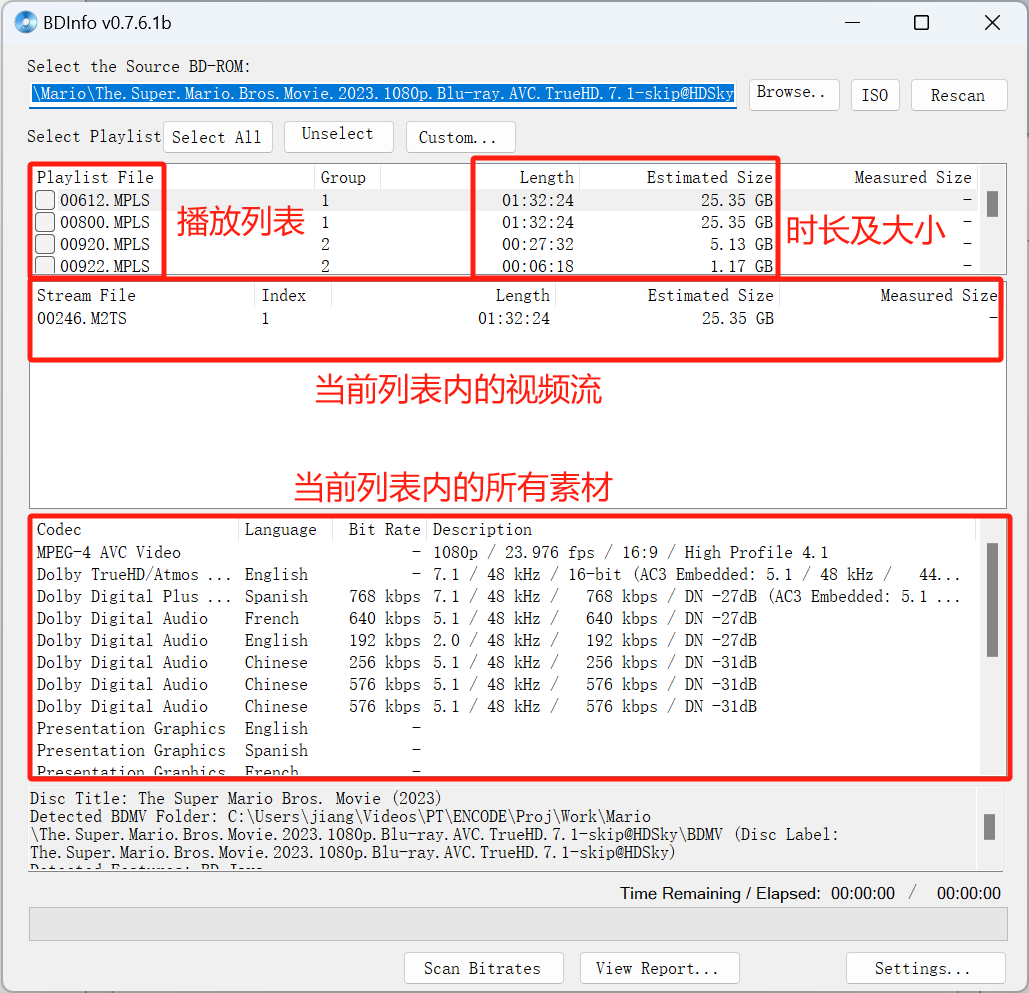 BDInfo v0.7.6.1b
Select the Source BD-ROM:
\Mario\The.Super.Mario.Bros.Movie.2023.1080p.Blu-ray.AVC.TrueHD.7.1-skip@HDSky Browse.. ISO Rescan
Select Playlist Select All Unselect Custom...
Playlist File Group Length Estimated Size Measured Size
00612.MPLS 1 01:32:24 25.35 GB -
00800.MPLS 1 01:32:24 25.35 GB -
播放列表 时长及大小
00920.MPLS 2 00:27:32 5.13 GB -
00922.MPLS 2 00:06:18 1.17 GB -
Stream File Index Length Estimated Size Measured Size
00246.M2TS 1 01:32:24 25.35 GB -
当前列表内的视频流
当前列表内的所有素材
Codec Language Bit Rate Description
MPEG-4 AVC Video - 1080p / 23.976 fps / 16:9 / High Profile 4.1
Dolby TrueHD/Atmos ... English - 7.1 / 48 kHz / 16-bit (AC3 Embedded: 5.1 / 48 kHz / 44...
Dolby Digital Plus ... Spanish 768 kbps 7.1 / 48 kHz / 768 kbps / DN -27dB (AC3 Embedded: 5.1 ...
Dolby Digital Audio French 640 kbps 5.1 / 48 kHz / 640 kbps / DN -27dB
Dolby Digital Audio English 192 kbps 2.0 / 48 kHz / 192 kbps / DN -27dB
Dolby Digital Audio Chinese 256 kbps 5.1 / 48 kHz / 256 kbps / DN -31dB
Dolby Digital Audio Chinese 576 kbps 5.1 / 48 kHz / 576 kbps / DN -31dB
Dolby Digital Audio Chinese 576 kbps 5.1 / 48 kHz / 576 kbps / DN -31dB
Presentation Graphics English -
Presentation Graphics Spanish -
Presentation Graphics French -
Disc Title: The Super Mario Bros. Movie (2023)
Detected BDMV Folder: C:\Users\jiang\Videos\PT\ENCODE\Proj\Work\Mario
\The.Super.Mario.Bros.Movie.2023.1080p.Blu-ray.AVC.TrueHD.7.1-skip@HDSky\BDMV (Disc Label:
The.Super.Mario.Bros.Movie.2023.1080p.Blu-ray.AVC.TrueHD.7.1-skip@HDSky)
Detected Features: BD-Java
Time Remaining / Elapsed: 00:00:00 / 00:00:00
Scan Bitrates View Report... Settings...